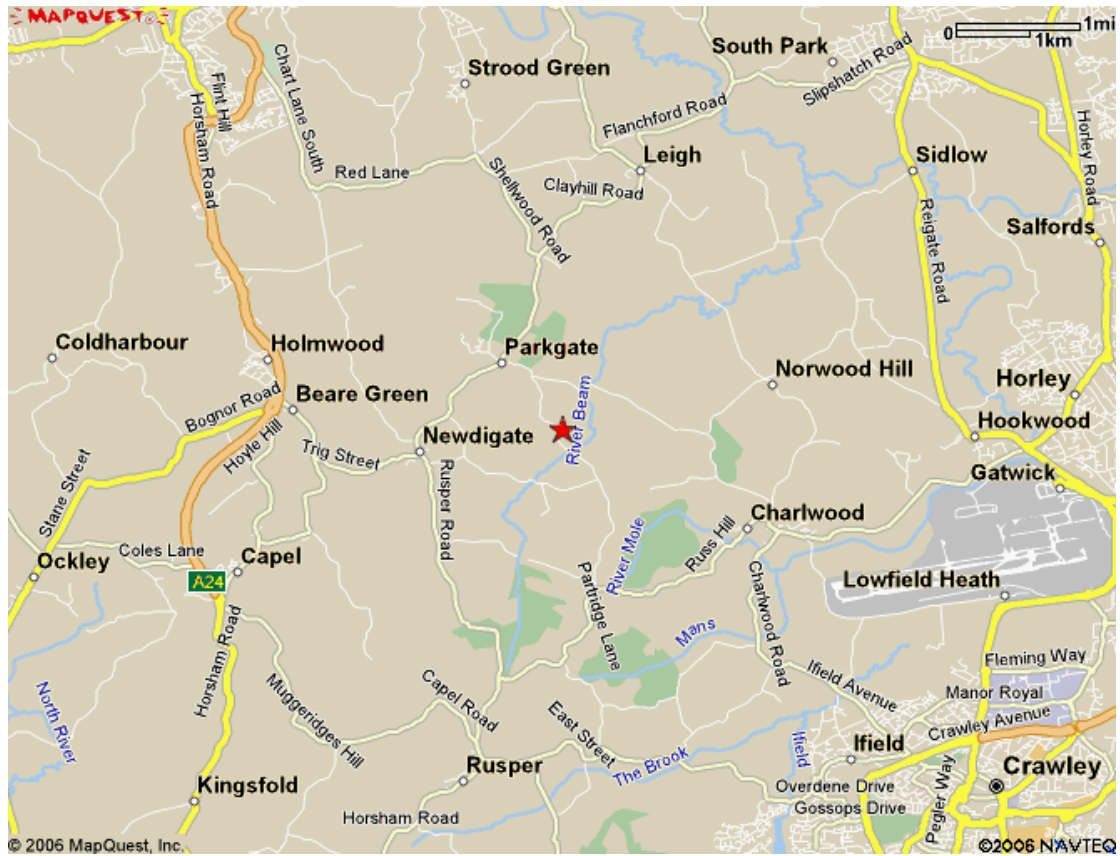 MAPQUEST
1mi
0
1km
South Park
Slipshatch Road
Strood Green
Chart Lane South
Flint Hill
Horsham Road
Flanchford Road
Leigh
Sidlow
Horley Road
Red Lane
Shellwood Road
Clayhill Road
Reigate Road
Salfords
Coldharbour
Holmwood
Parkgate
Norwood Hill
Horley
Bognor Road
Beare Green
River Beam
Hookwood
Hoyle Hill
Trig Street
Newdigate
Gatwick
Stane Street
Rusper Road
Charlwood
River Mole
Russ Hill
Coles Lane
Ockley
Capel
A24
Partridge Lane
Charlwood Road
Lowfield Heath
Mans
Horsham Road
Fleming Way
Ifield Avenue
Manor Royal
North River
Muggeridges Hill
Capel Road
East Street
Crawley Avenue
Ifield
Ifield
The Brook
Rusper
Crawley
Kingsfold
Overdene Drive
Pegler Way
Gossops Drive
Horsham Road
© 2006 MapQuest, Inc.
©2006 NAVTEQ